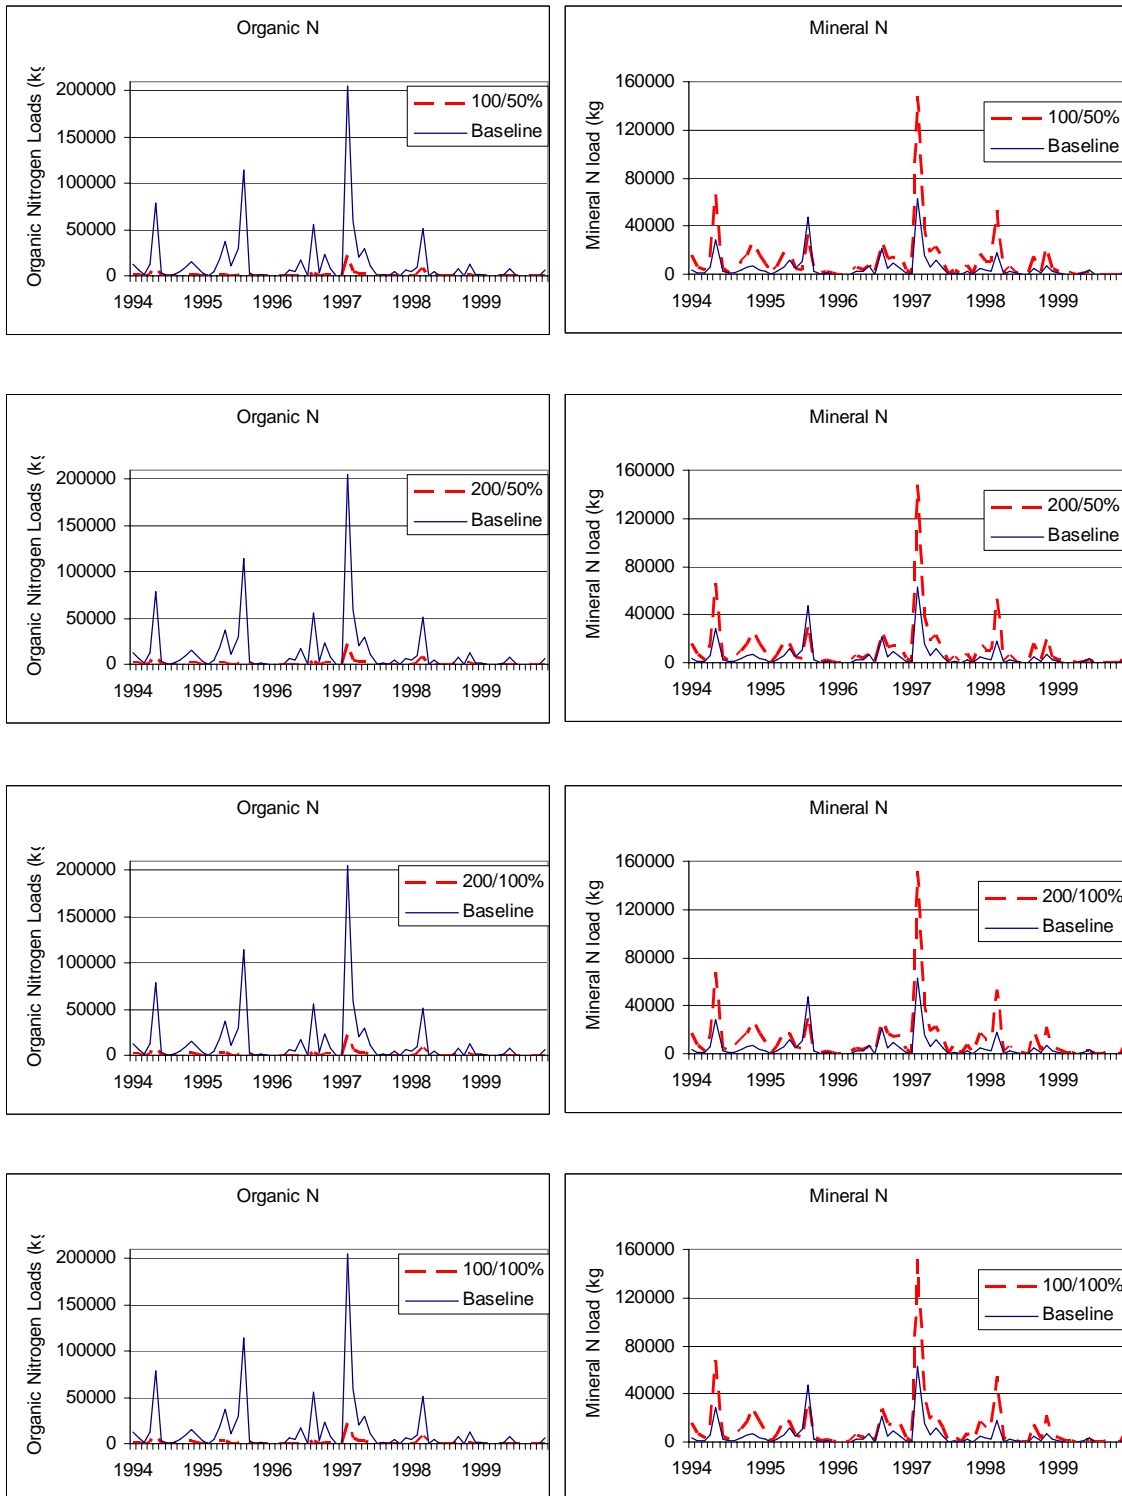 Organic N
Organic Nitrogen Loads (kg
200000
150000
100000
50000
0
1994 1995 1996 1997 1998 1999
100/50%
Baseline
Mineral N
Mineral N load (kg
160000
120000
80000
40000
0
1994 1995 1996 1997 1998 1999
100/50%
Baseline
Organic N
Organic Nitrogen Loads (kg
200000
150000
100000
50000
0
1994 1995 1996 1997 1998 1999
200/50%
Baseline
Mineral N
Mineral N load (kg
160000
120000
80000
40000
0
1994 1995 1996 1997 1998 1999
200/50%
Baseline
Organic N
Organic Nitrogen Loads (kg
200000
150000
100000
50000
0
1994 1995 1996 1997 1998 1999
200/100%
Baseline
Mineral N
Mineral N load (kg
160000
120000
80000
40000
0
1994 1995 1996 1997 1998 1999
200/100%
Baseline
Organic N
Organic Nitrogen Loads (kg
200000
150000
100000
50000
0
1994 1995 1996 1997 1998 1999
100/100%
Baseline
Mineral N
Mineral N load (kg
160000
120000
80000
40000
0
1994 1995 1996 1997 1998 1999
100/100%
Baseline